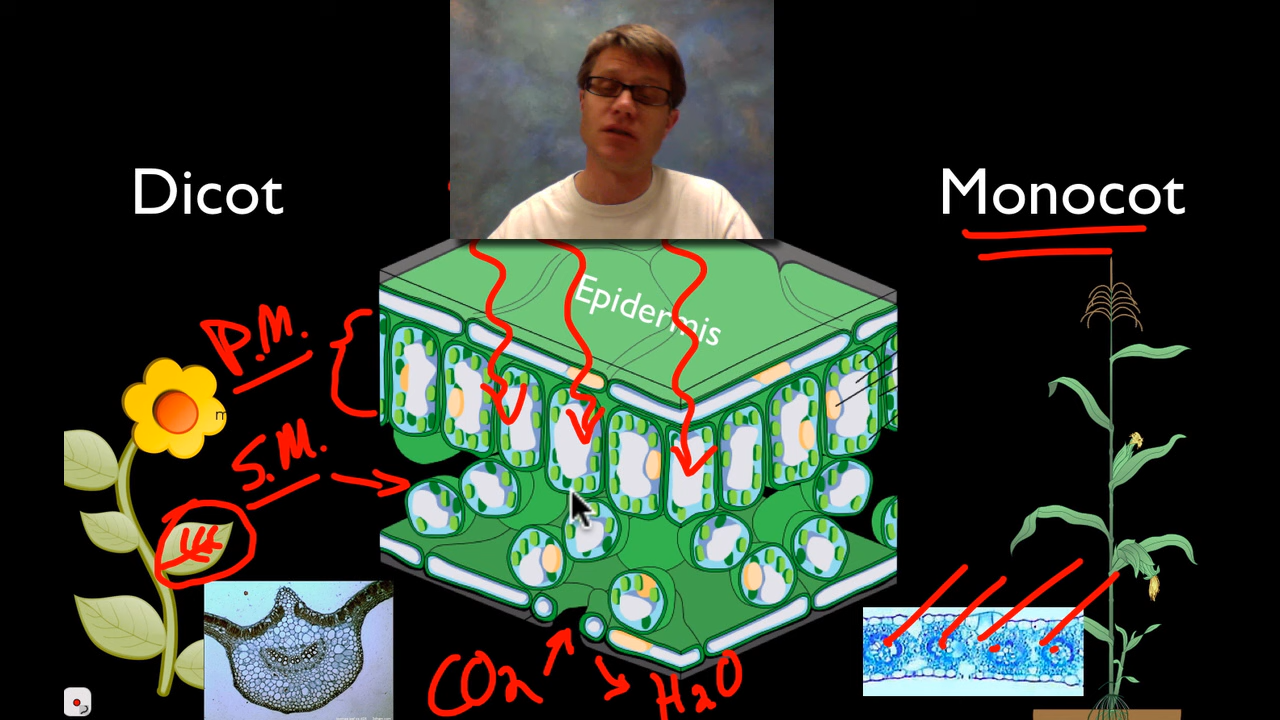 Dicot
Monocot
Epidermis
P.M.
S.M.
CO2
H2O